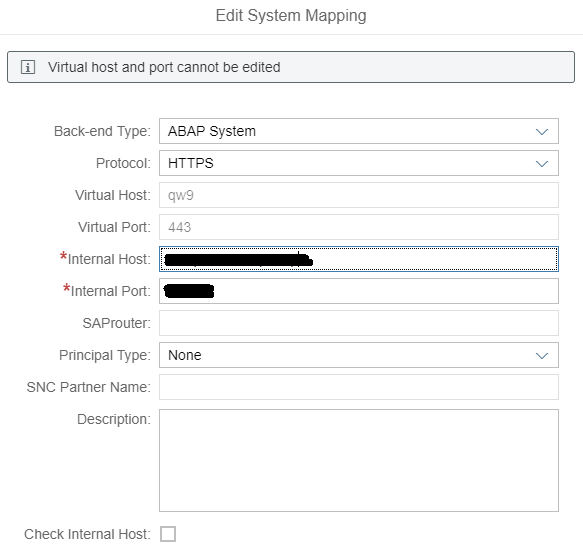 Edit System Mapping
Virtual host and port cannot be edited
Back-end Type: ABAP System
Protocol: HTTPS
Virtual Host: qw9
Virtual Port: 443
*Internal Host:
*Internal Port:
SAProuter:
Principal Type: None
SNC Partner Name:
Description:
Check Internal Host: